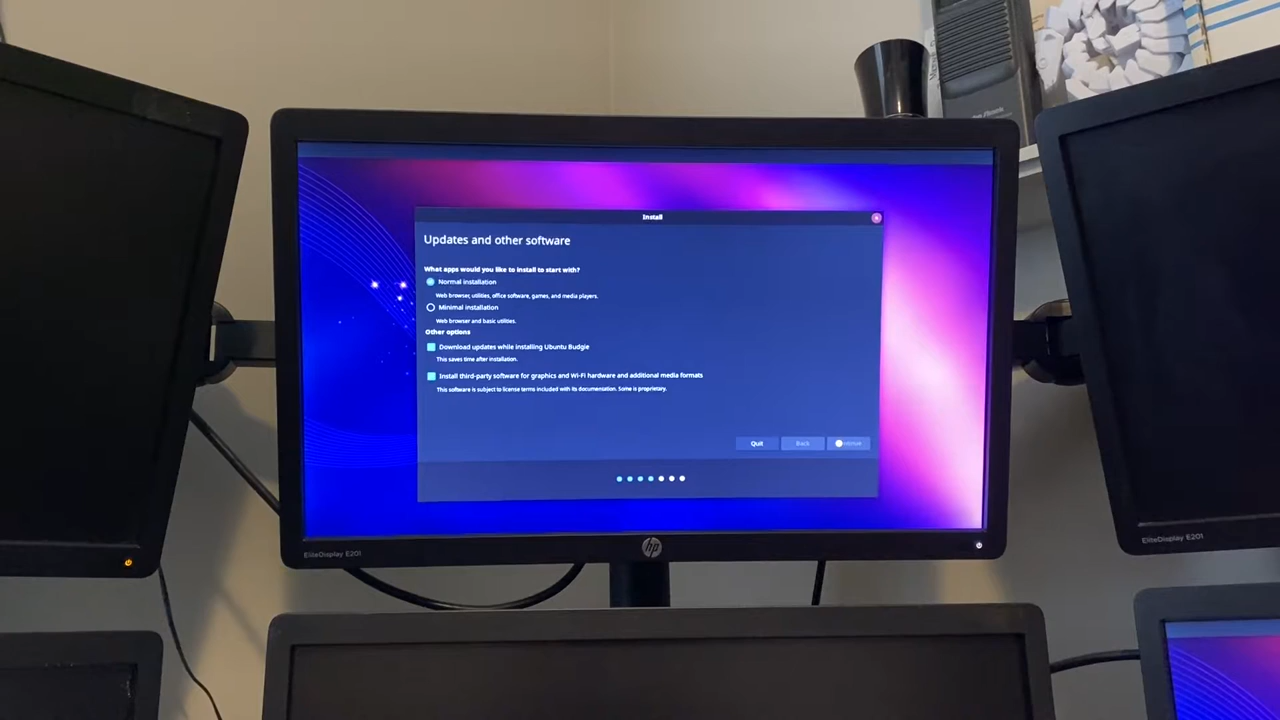 Install
Updates and other software
What apps would you like to install to start with?
Normal installation
Web browser, utilities, office software, games, and media players.
Minimal installation
Web browser and basic utilities.
Other options
Download updates while installing Ubuntu Budgie
This saves time after installation.
Install third-party software for graphics and Wi-Fi hardware and additional media formats
This software is subject to license terms included with its documentation. Some is proprietary.
Quit
Back
Continue
EliteDisplay E201
hp
EliteDisplay E201